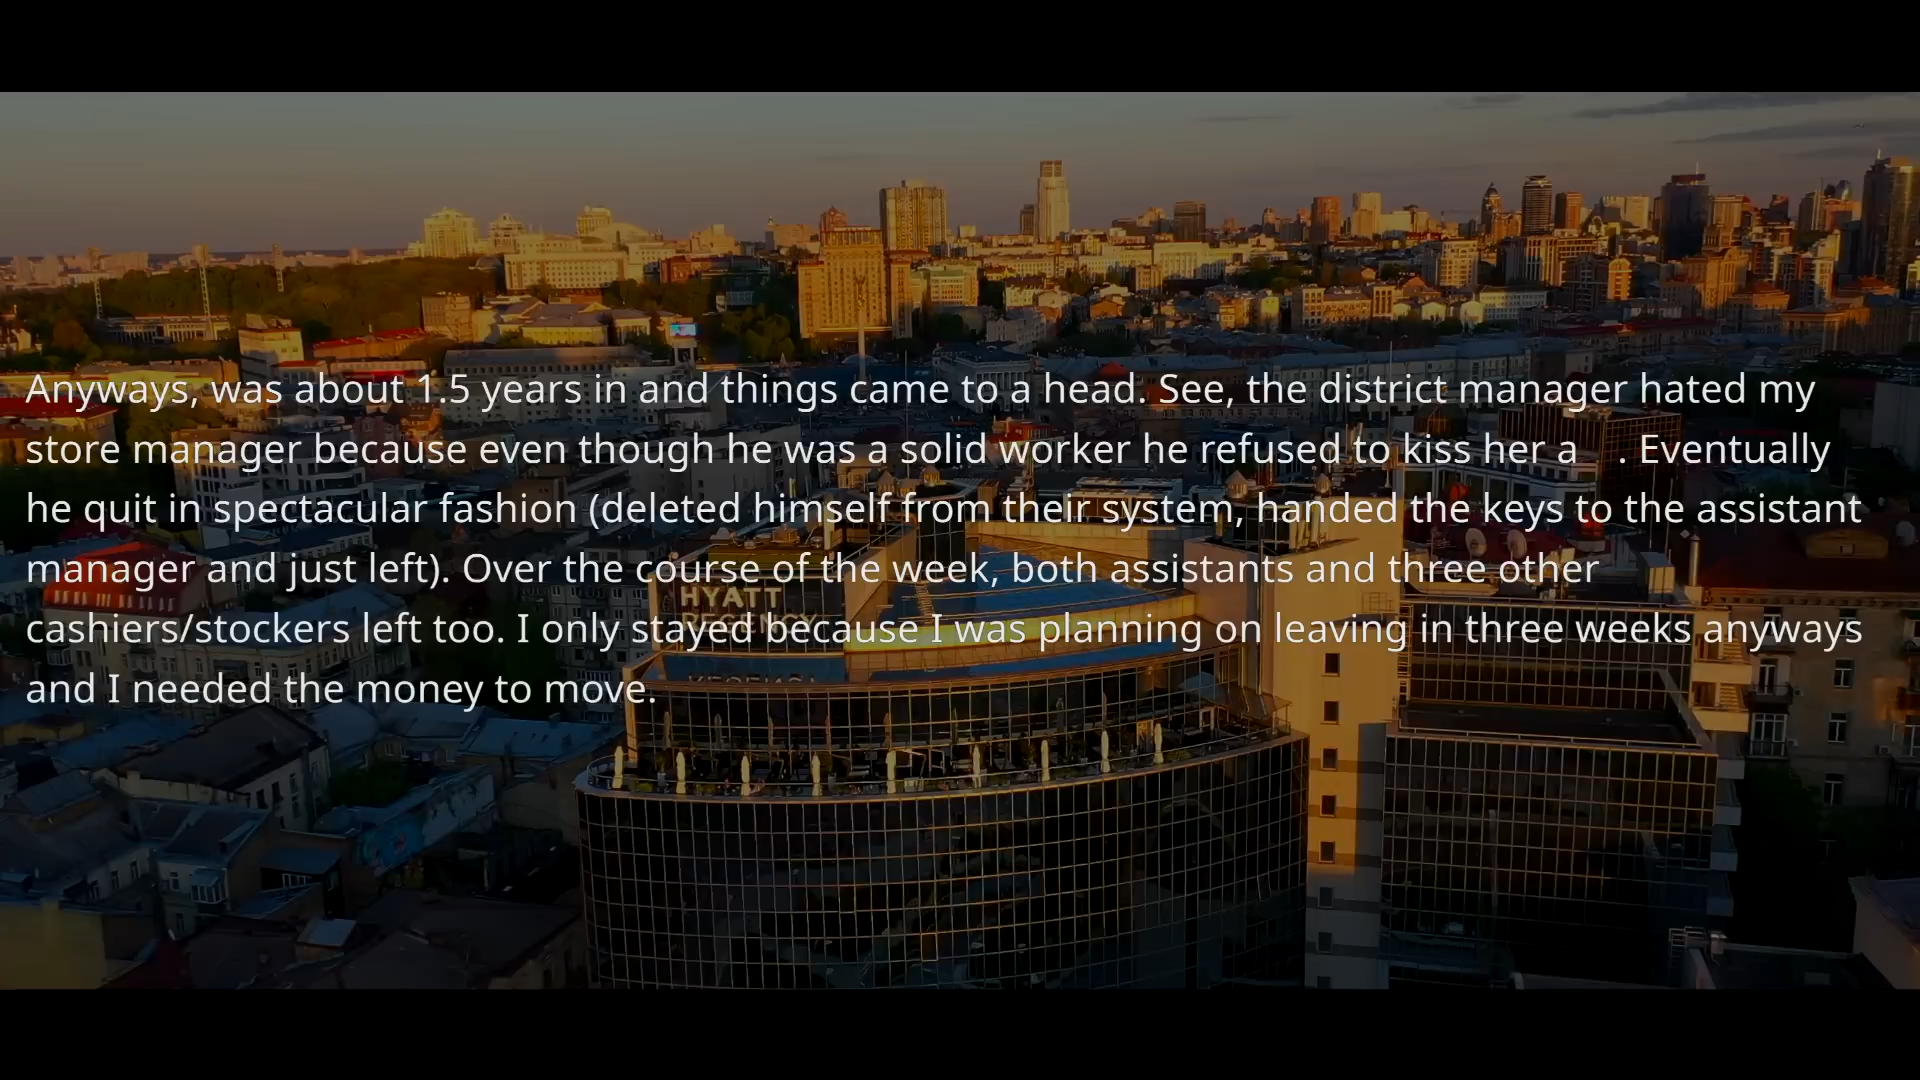 Anyways, was about 1.5 years in and things came to a head. See, the district manager hated my
store manager because even though he was a solid worker he refused to kiss her a . Eventually
he quit in spectacular fashion (deleted himself from their system, handed the keys to the assistant
manager and just left). Over the course of the week, both assistants and three other
HYATT
REGENCY
cashiers/stockers left too. I only stayed because I was planning on leaving in three weeks anyways
and I needed the money to move.